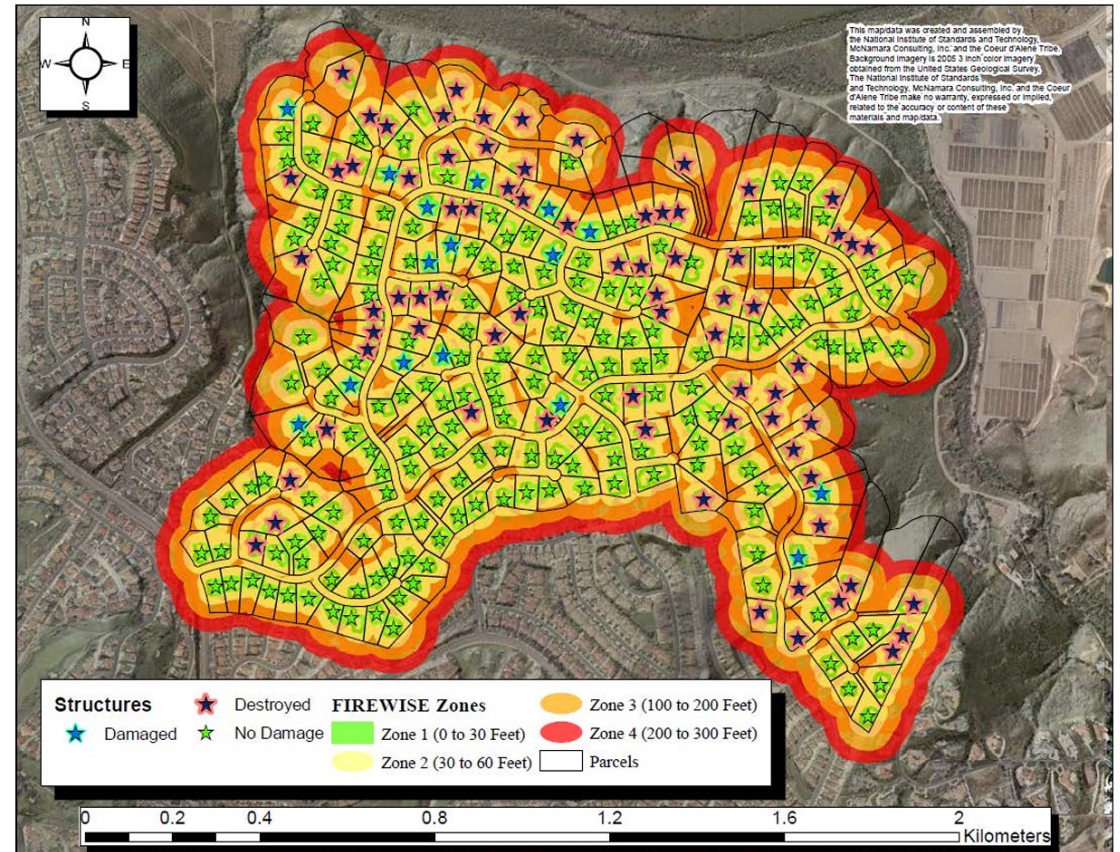 N
W
E
S
This map/data was created and assembled by
the National Institute of Standards and Technology,
McNamara Consulting, Inc. and the Coeur d'Alene Tribe.
Background imagery is 2005 3 inch color imagery
obtained from the United States Geological Survey.
The National Institute of Standards
and Technology, McNamara Consulting, Inc. and the Coeur
d'Alene Tribe make no warranty, expressed or implied,
related to the accuracy or content of these
materials and map/data.
Structures
Destroyed
Damaged
No Damage
FIREWISE Zones
Zone 1 (0 to 30 Feet)
Zone 2 (30 to 60 Feet)
Zone 3 (100 to 200 Feet)
Zone 4 (200 to 300 Feet)
Parcels
0 0.2 0.4 0.8 1.2 1.6 2
Kilometers